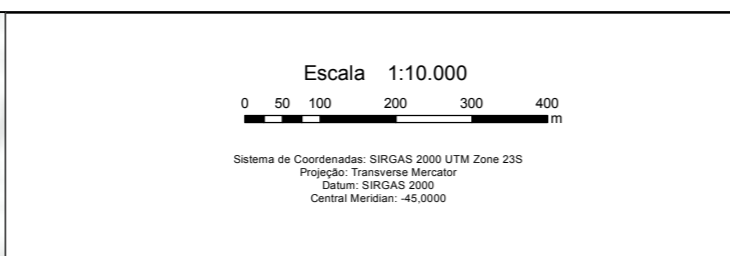 Escala 1:10.000
0 50 100 200 300 400
m
Sistema de Coordenadas: SIRGAS 2000 UTM Zone 23S
Projeção: Transverse Mercator
Datum: SIRGAS 2000
Central Meridian: -45,0000